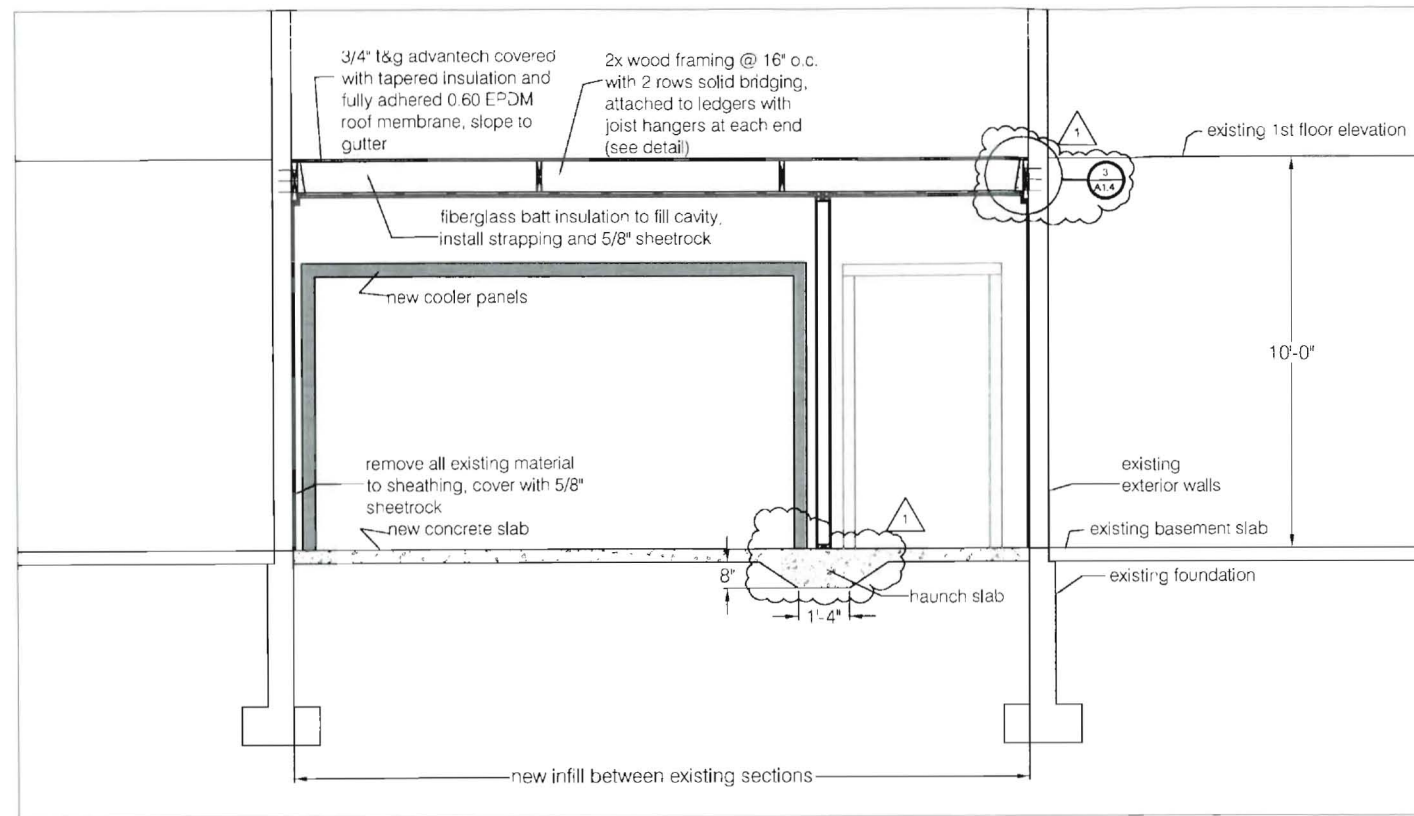 3/4" t&g advantech covered
with tapered insulation and
fully adhered 0.60 EPDM
roof membrane, slope to
gutter
2x wood framing @ 16" o.c.
with 2 rows solid bridging,
attached to ledgers with
joist hangers at each end
(see detail)
1
existing 1st floor elevation
3
A1.4
fiberglass batt insulation to fill cavity,
install strapping and 5/8" sheetrock
new cooler panels
10'-0"
remove all existing material
to sheathing, cover with 5/8"
sheetrock
new concrete slab
existing
exterior walls
1
existing basement slab
8"
haunch slab
existing foundation
1'-4"
new infill between existing sections